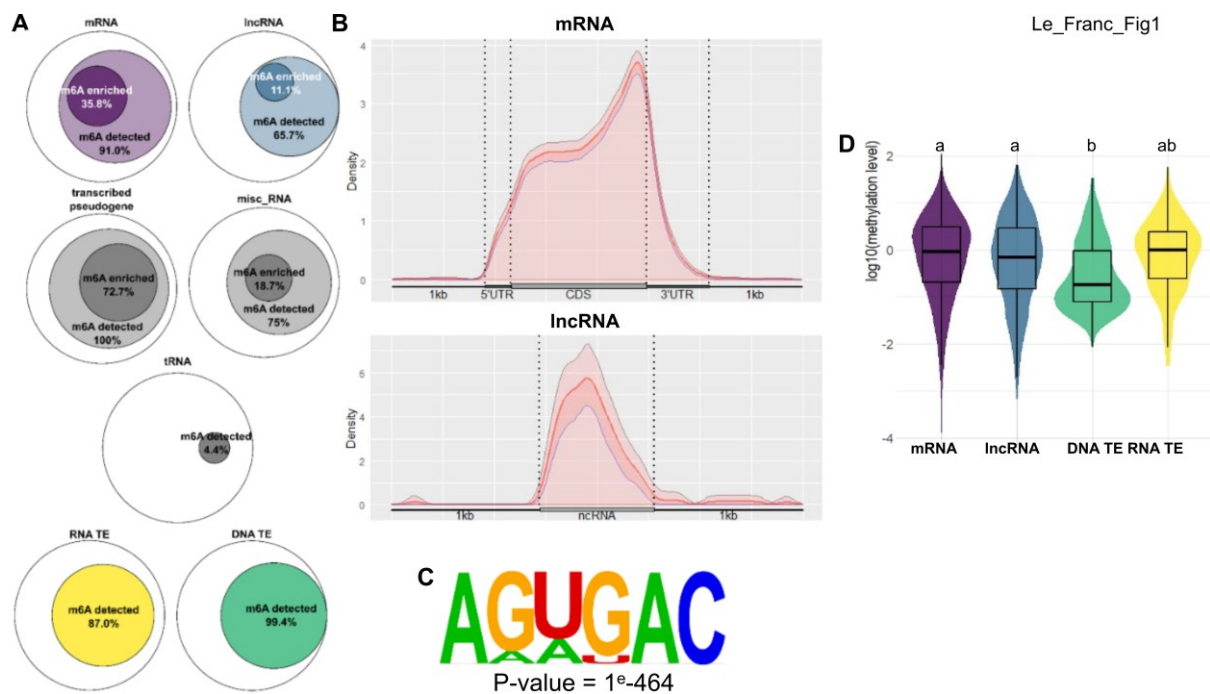 Le_Franc_Fig1
A
mRNA
m6A enriched
35.8%
m6A detected
91.0%
lncRNA
m6A enriched
11.1%
m6A detected
65.7%
transcribed
pseudogene
m6A enriched
72.7%
m6A detected
100%
misc_RNA
m6A enriched
18.7%
m6A detected
75%
tRNA
m6A detected
4.4%
RNA TE
m6A detected
87.0%
DNA TE
m6A detected
99.4%
B
mRNA
Density
4
3
2
1
0
1kb 5'UTR CDS 3'UTR 1kb
lncRNA
Density
6
4
2
0
1kb ncRNA 1kb
C
AGUGAC
AAU
P-value = 1e-464
D
a a b ab
log10(methylation level)
2
0
-2
-4
mRNA lncRNA DNA TE RNA TE